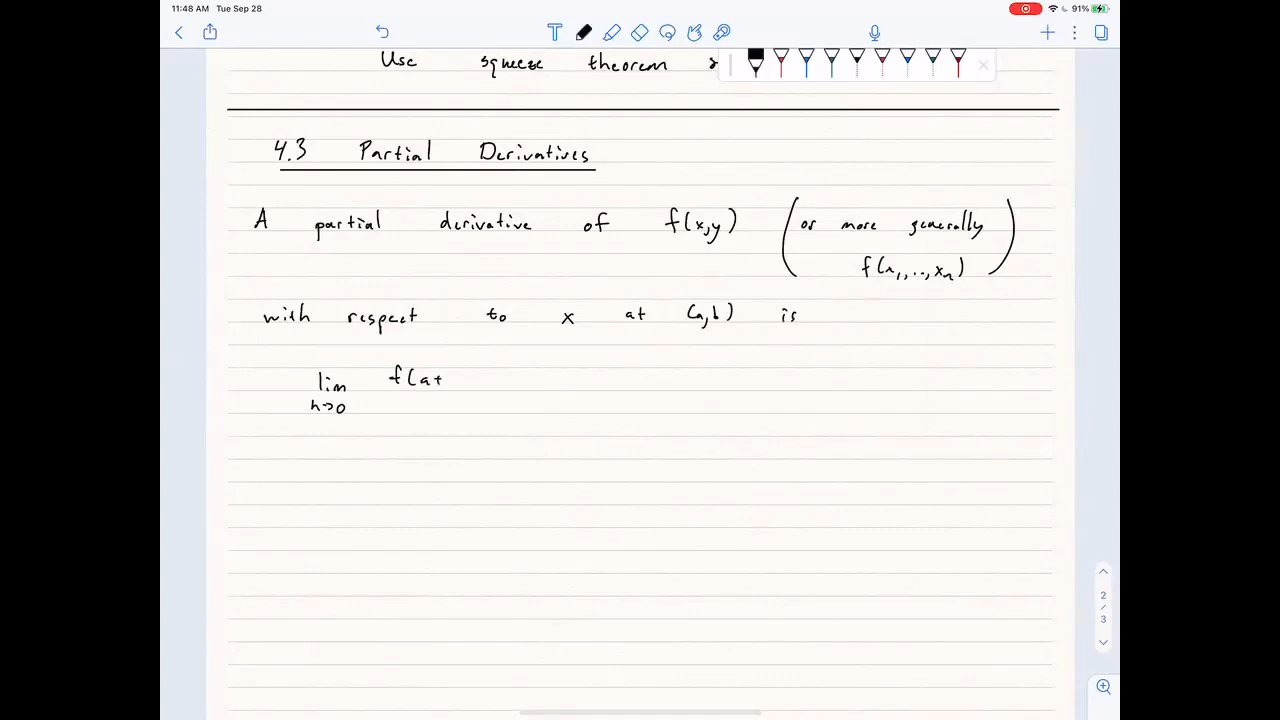 11:48 AM Tue Sep 28
91%
Use squeeze theorem
4.3 Partial Derivatives
A partial derivative of f(x,y) (or more generally
f(x₁,...,xₙ))
with respect to x at (a,b) is
lim f(a+
h→0
2
/
3